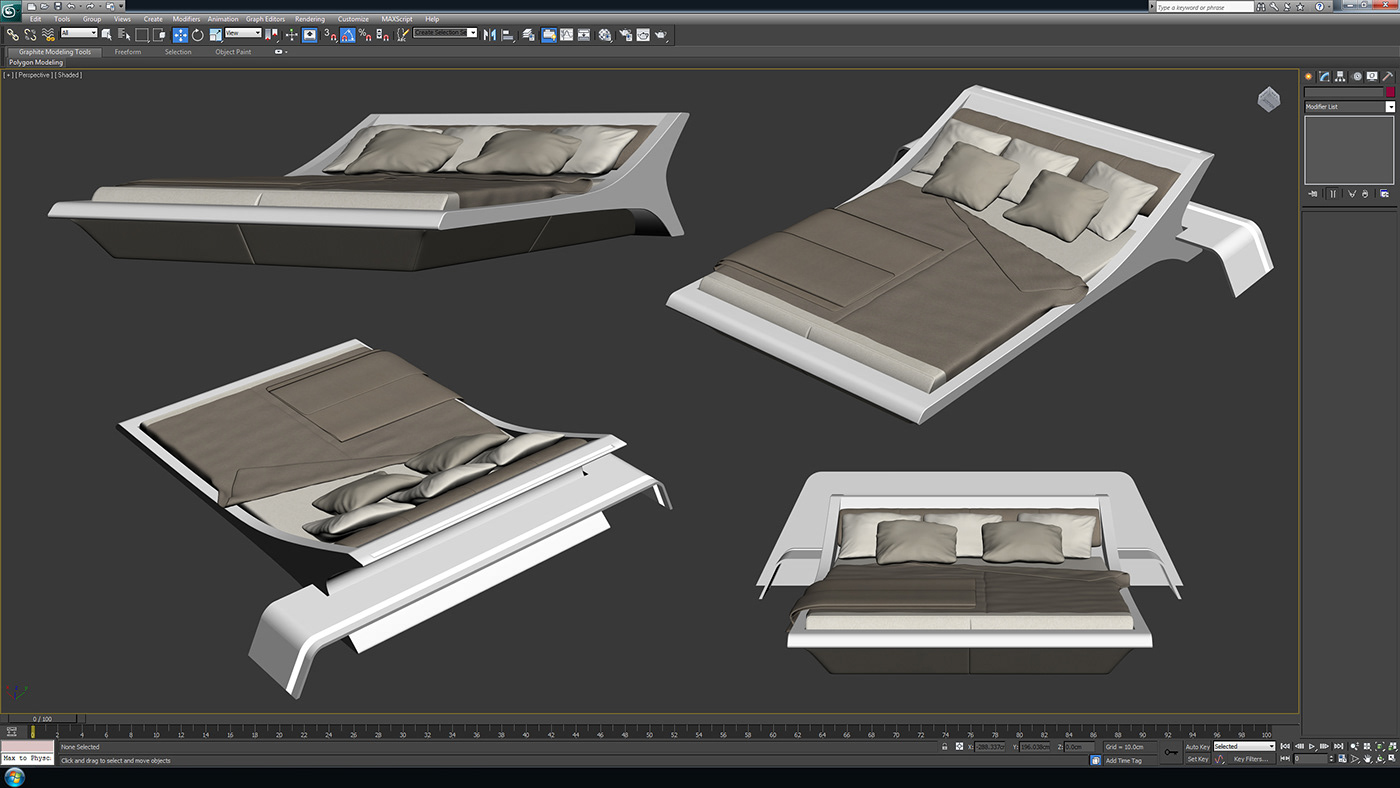 Type a keyword or phrase
Edit Tools Group Views Create Modifiers Animation Graph Editors Rendering Customize MAXScript Help
All View 3 Create Selection Se
Graphite Modeling Tools Freeform Selection Object Paint
Polygon Modeling
[ + ] [ Perspective ] [ Shaded ]
Modifier List
0 / 100
0 2 4 6 8 10 12 14 16 18 20 22 24 26 28 30 32 34 36 38 40 42 44 46 48 50 52 54 56 58 60 62 64 66 68 70 72 74 76 78 80 82 84 86 88 90 92 94 96 98 100
None Selected X: -288.337cm Y: 196.038cm Z: 0.0cm Grid = 10.0cm Auto Key Selected
Max to Physc Click and drag to select and move objects Add Time Tag Set Key Key Filters... 0